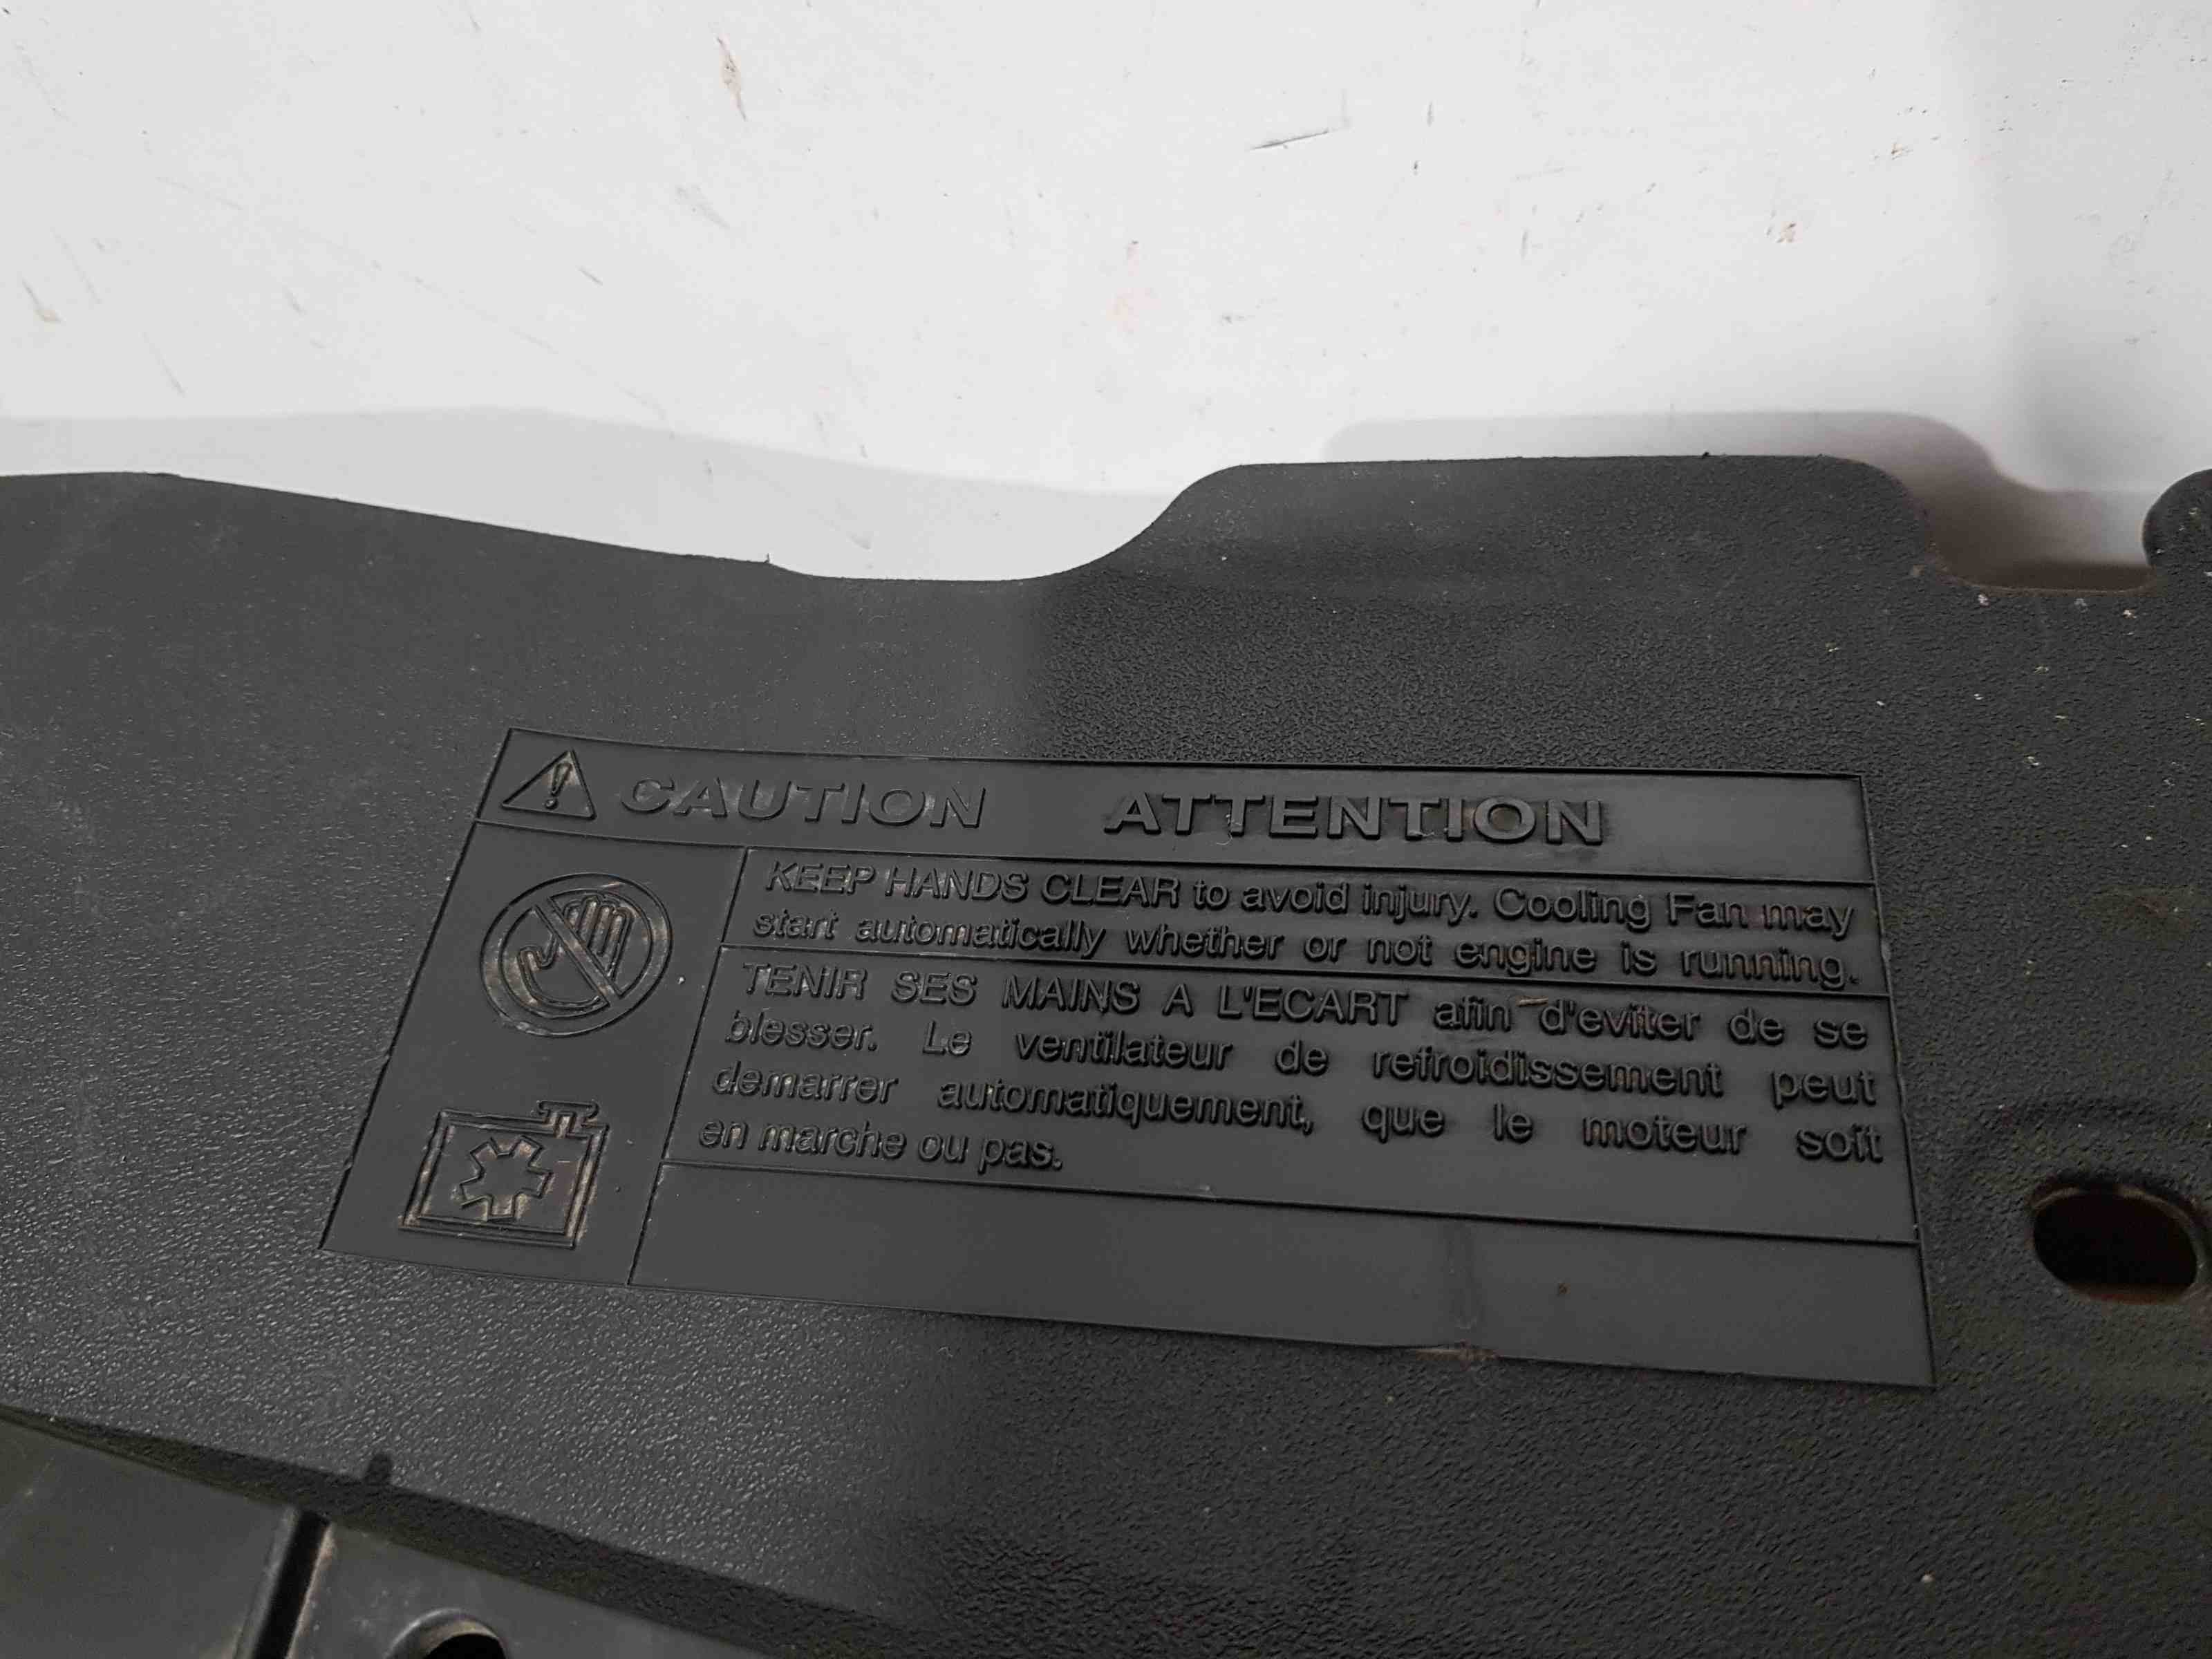 CAUTION ATTENTION
KEEP HANDS CLEAR to avoid injury. Cooling Fan may
start automatically whether or not engine is running.
TENIR SES MAINS A L'ECART afin d'eviter de se
blesser. Le ventilateur de refroidissement peut
demarrer automatiquement, que le moteur soit
en marche ou pas.